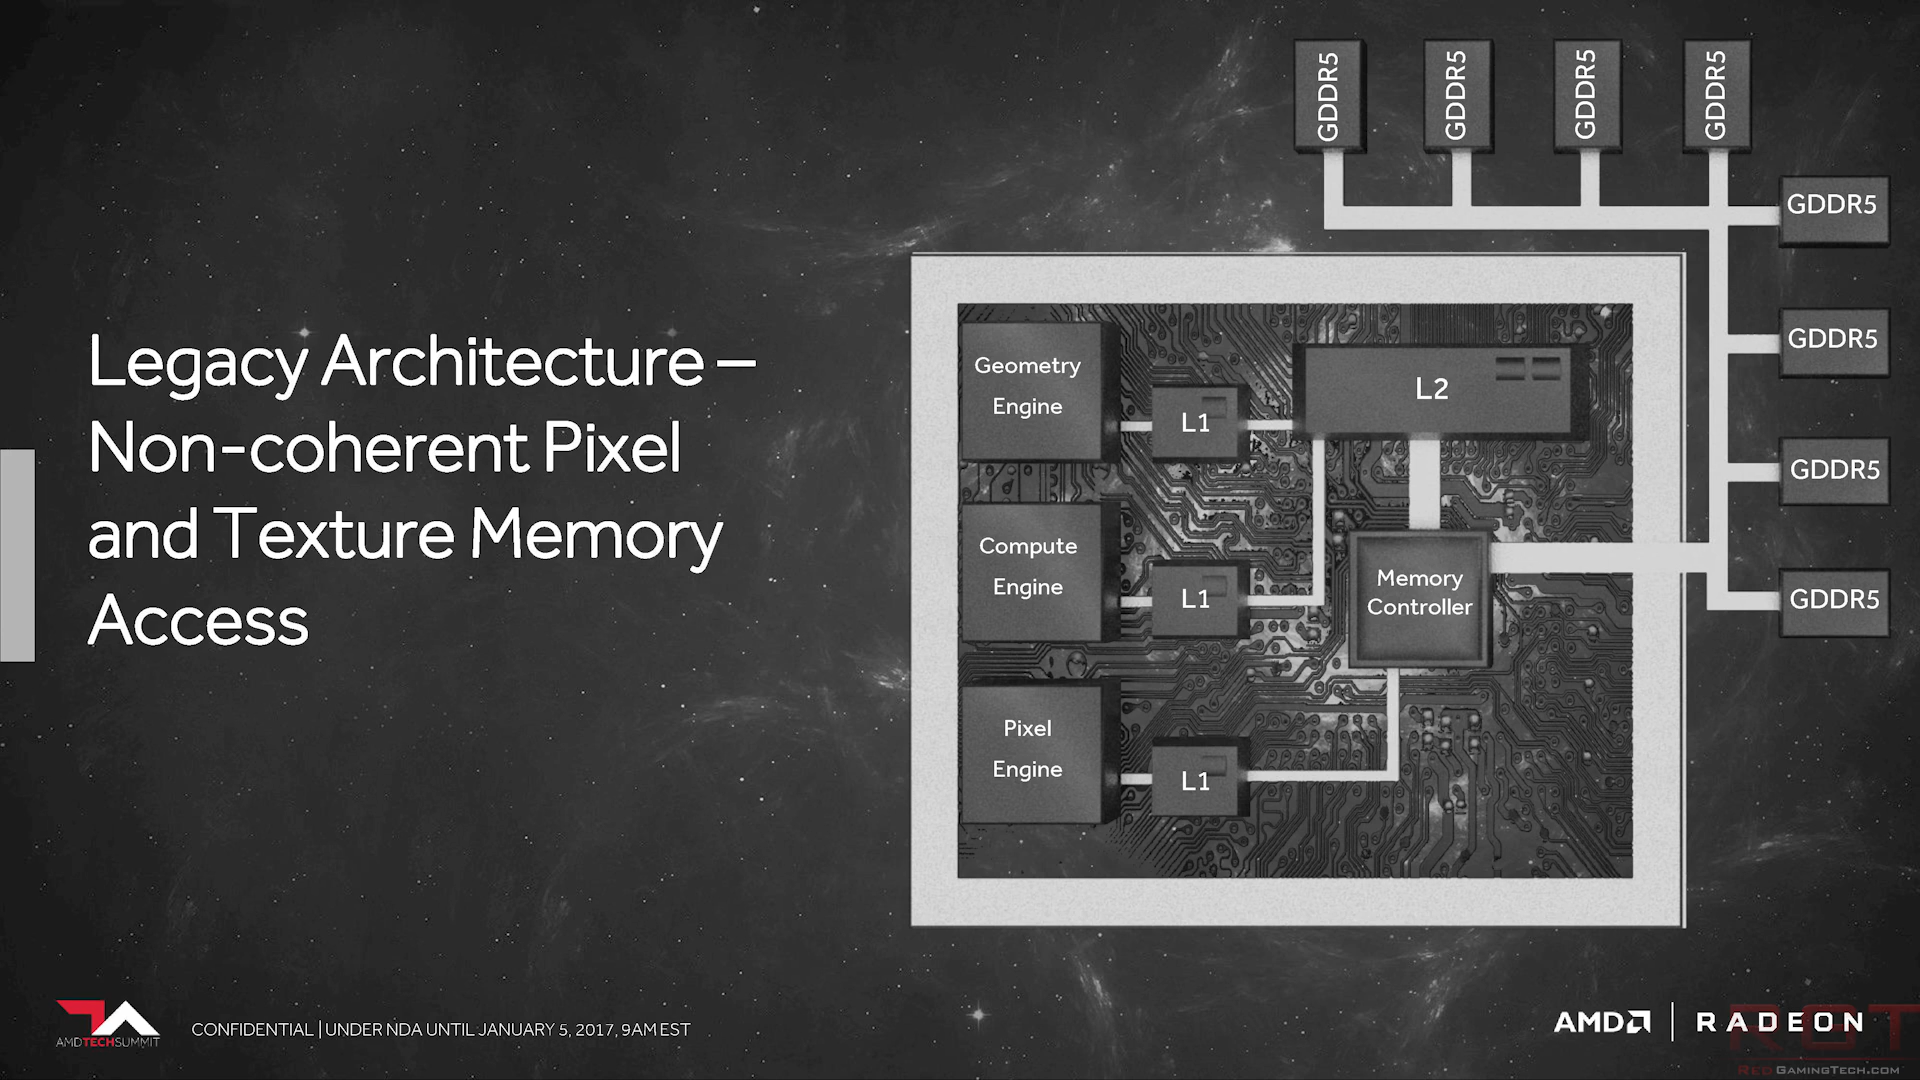 Legacy Architecture –
Non-coherent Pixel
and Texture Memory
Access
GDDR5
GDDR5
GDDR5
GDDR5
GDDR5
GDDR5
GDDR5
GDDR5
Geometry
Engine
L1
L2
Compute
Engine
L1
Memory
Controller
Pixel
Engine
L1
AMDTECHSUMMIT
CONFIDENTIAL | UNDER NDA UNTIL JANUARY 5, 2017, 9AM EST
AMD | RADEON
RGT
REDGAMINGTECH.COM